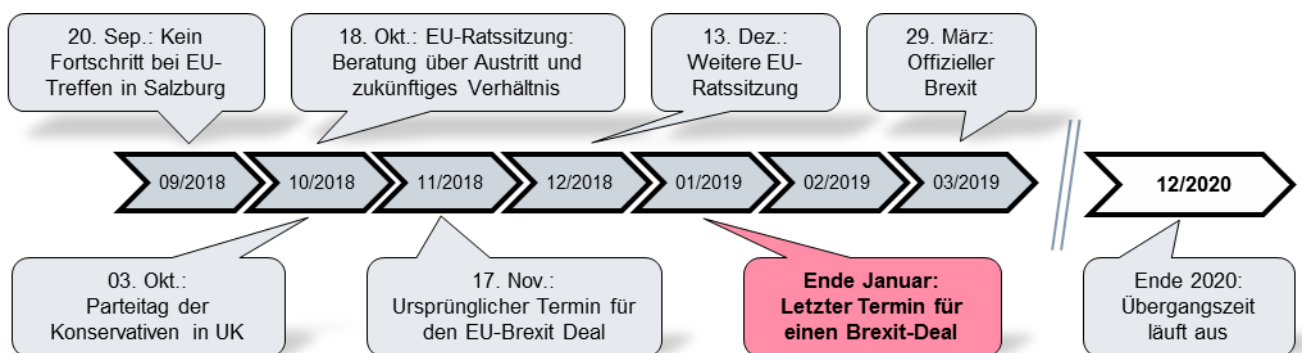 20. Sep.: Kein
Fortschritt bei EU-
Treffen in Salzburg
18. Okt.: EU-Ratssitzung:
Beratung über Austritt und
zukünftiges Verhältnis
13. Dez.:
Weitere EU-
Ratssitzung
29. März:
Offizieller
Brexit
09/2018
10/2018
11/2018
12/2018
01/2019
02/2019
03/2019
12/2020
03. Okt.:
Parteitag der
Konservativen in UK
17. Nov.:
Ursprünglicher Termin für
den EU-Brexit Deal
Ende Januar:
Letzter Termin für
einen Brexit-Deal
Ende 2020:
Übergangszeit
läuft aus